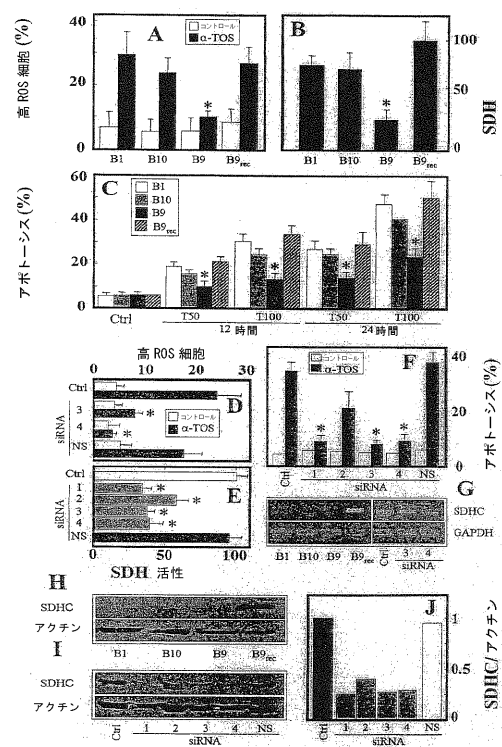 高 ROS 細胞 (%)
40
20
0
A
コントロール
α-TOS
*
B1 B10 B9 B9rec
B
*
B1 B10 B9 B9rec
100
50
0
SDH
アポトーシス (%)
60
40
20
0
C
B1
B10
B9
B9rec
* * * *
Ctrl T50 T100 T50 T100
12 時間 24 時間
高 ROS 細胞
0 10 20 30
Ctrl
3
4
NS
siRNA
D
コントロール
α-TOS
*
*
Ctrl
1
2
3
4
NS
siRNA
E
*
*
*
*
0 50 100
SDH 活性
F
コントロール
α-TOS
* * *
Ctrl 1 2 3 4 NS
siRNA
40
20
0
アポトーシス (%)
G
SDHC
GAPDH
B1 B10 B9 B9rec Ctrl 3 4
siRNA
H
SDHC
アクチン
B1 B10 B9 B9rec
I
SDHC
アクチン
Ctrl 1 2 3 4 NS
siRNA
J
1
0.5
0
SDHC/アクチン
Ctrl 1 2 3 4 NS
siRNA